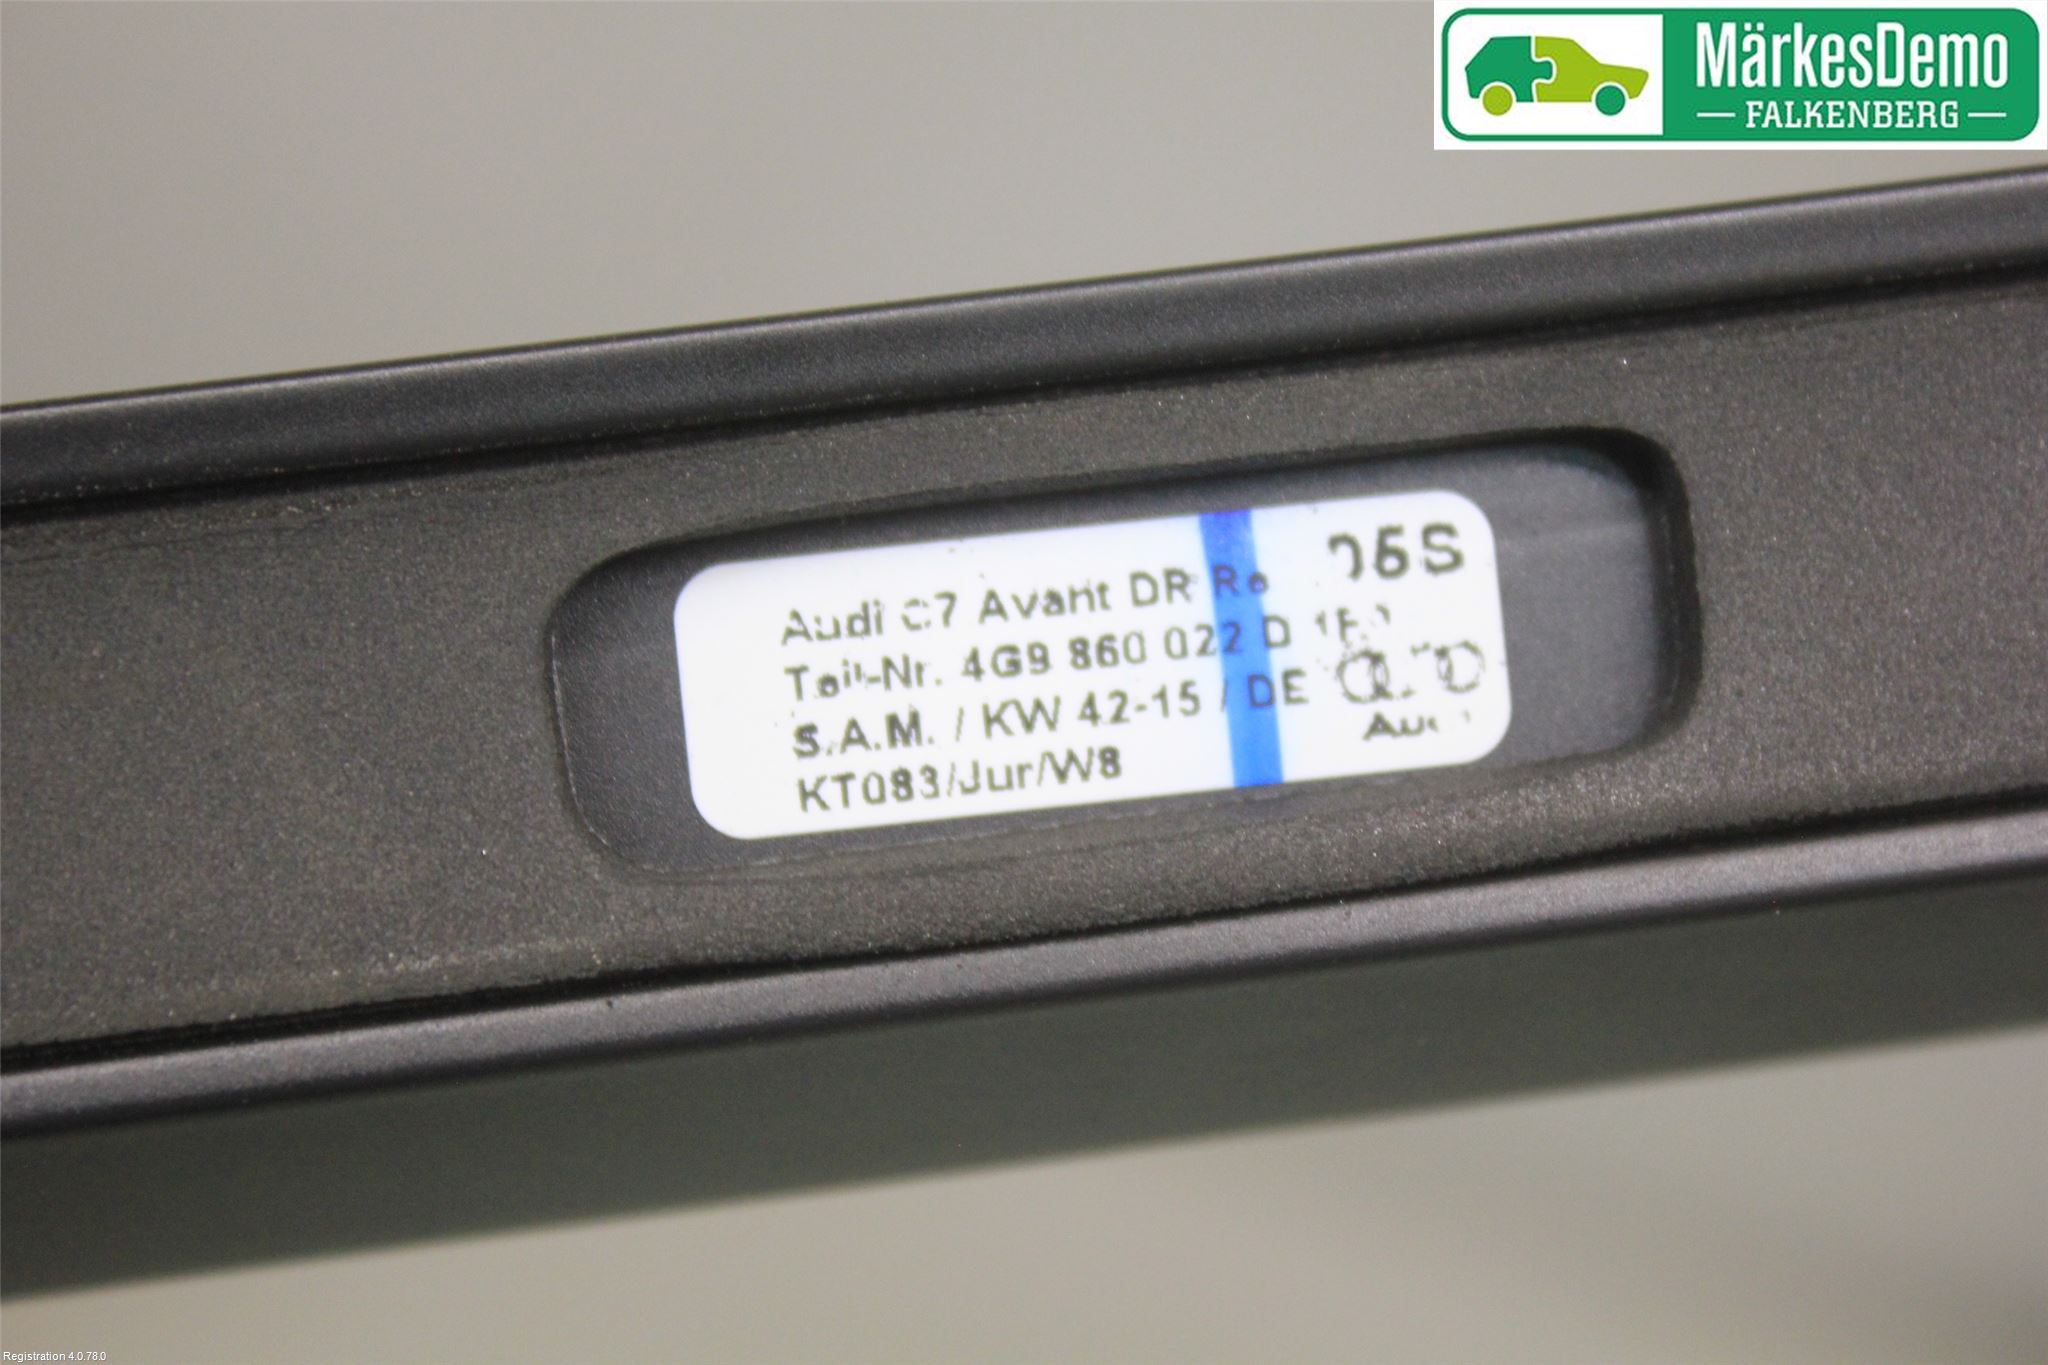 MärkesDemo
FALKENBERG
Audi C7 Avant DR Re
Teil-Nr. 4G9 860 022 D
S.A.M. / KW 42-15 / DE
KT083/Jur/W8
Registration 4.0.78.0